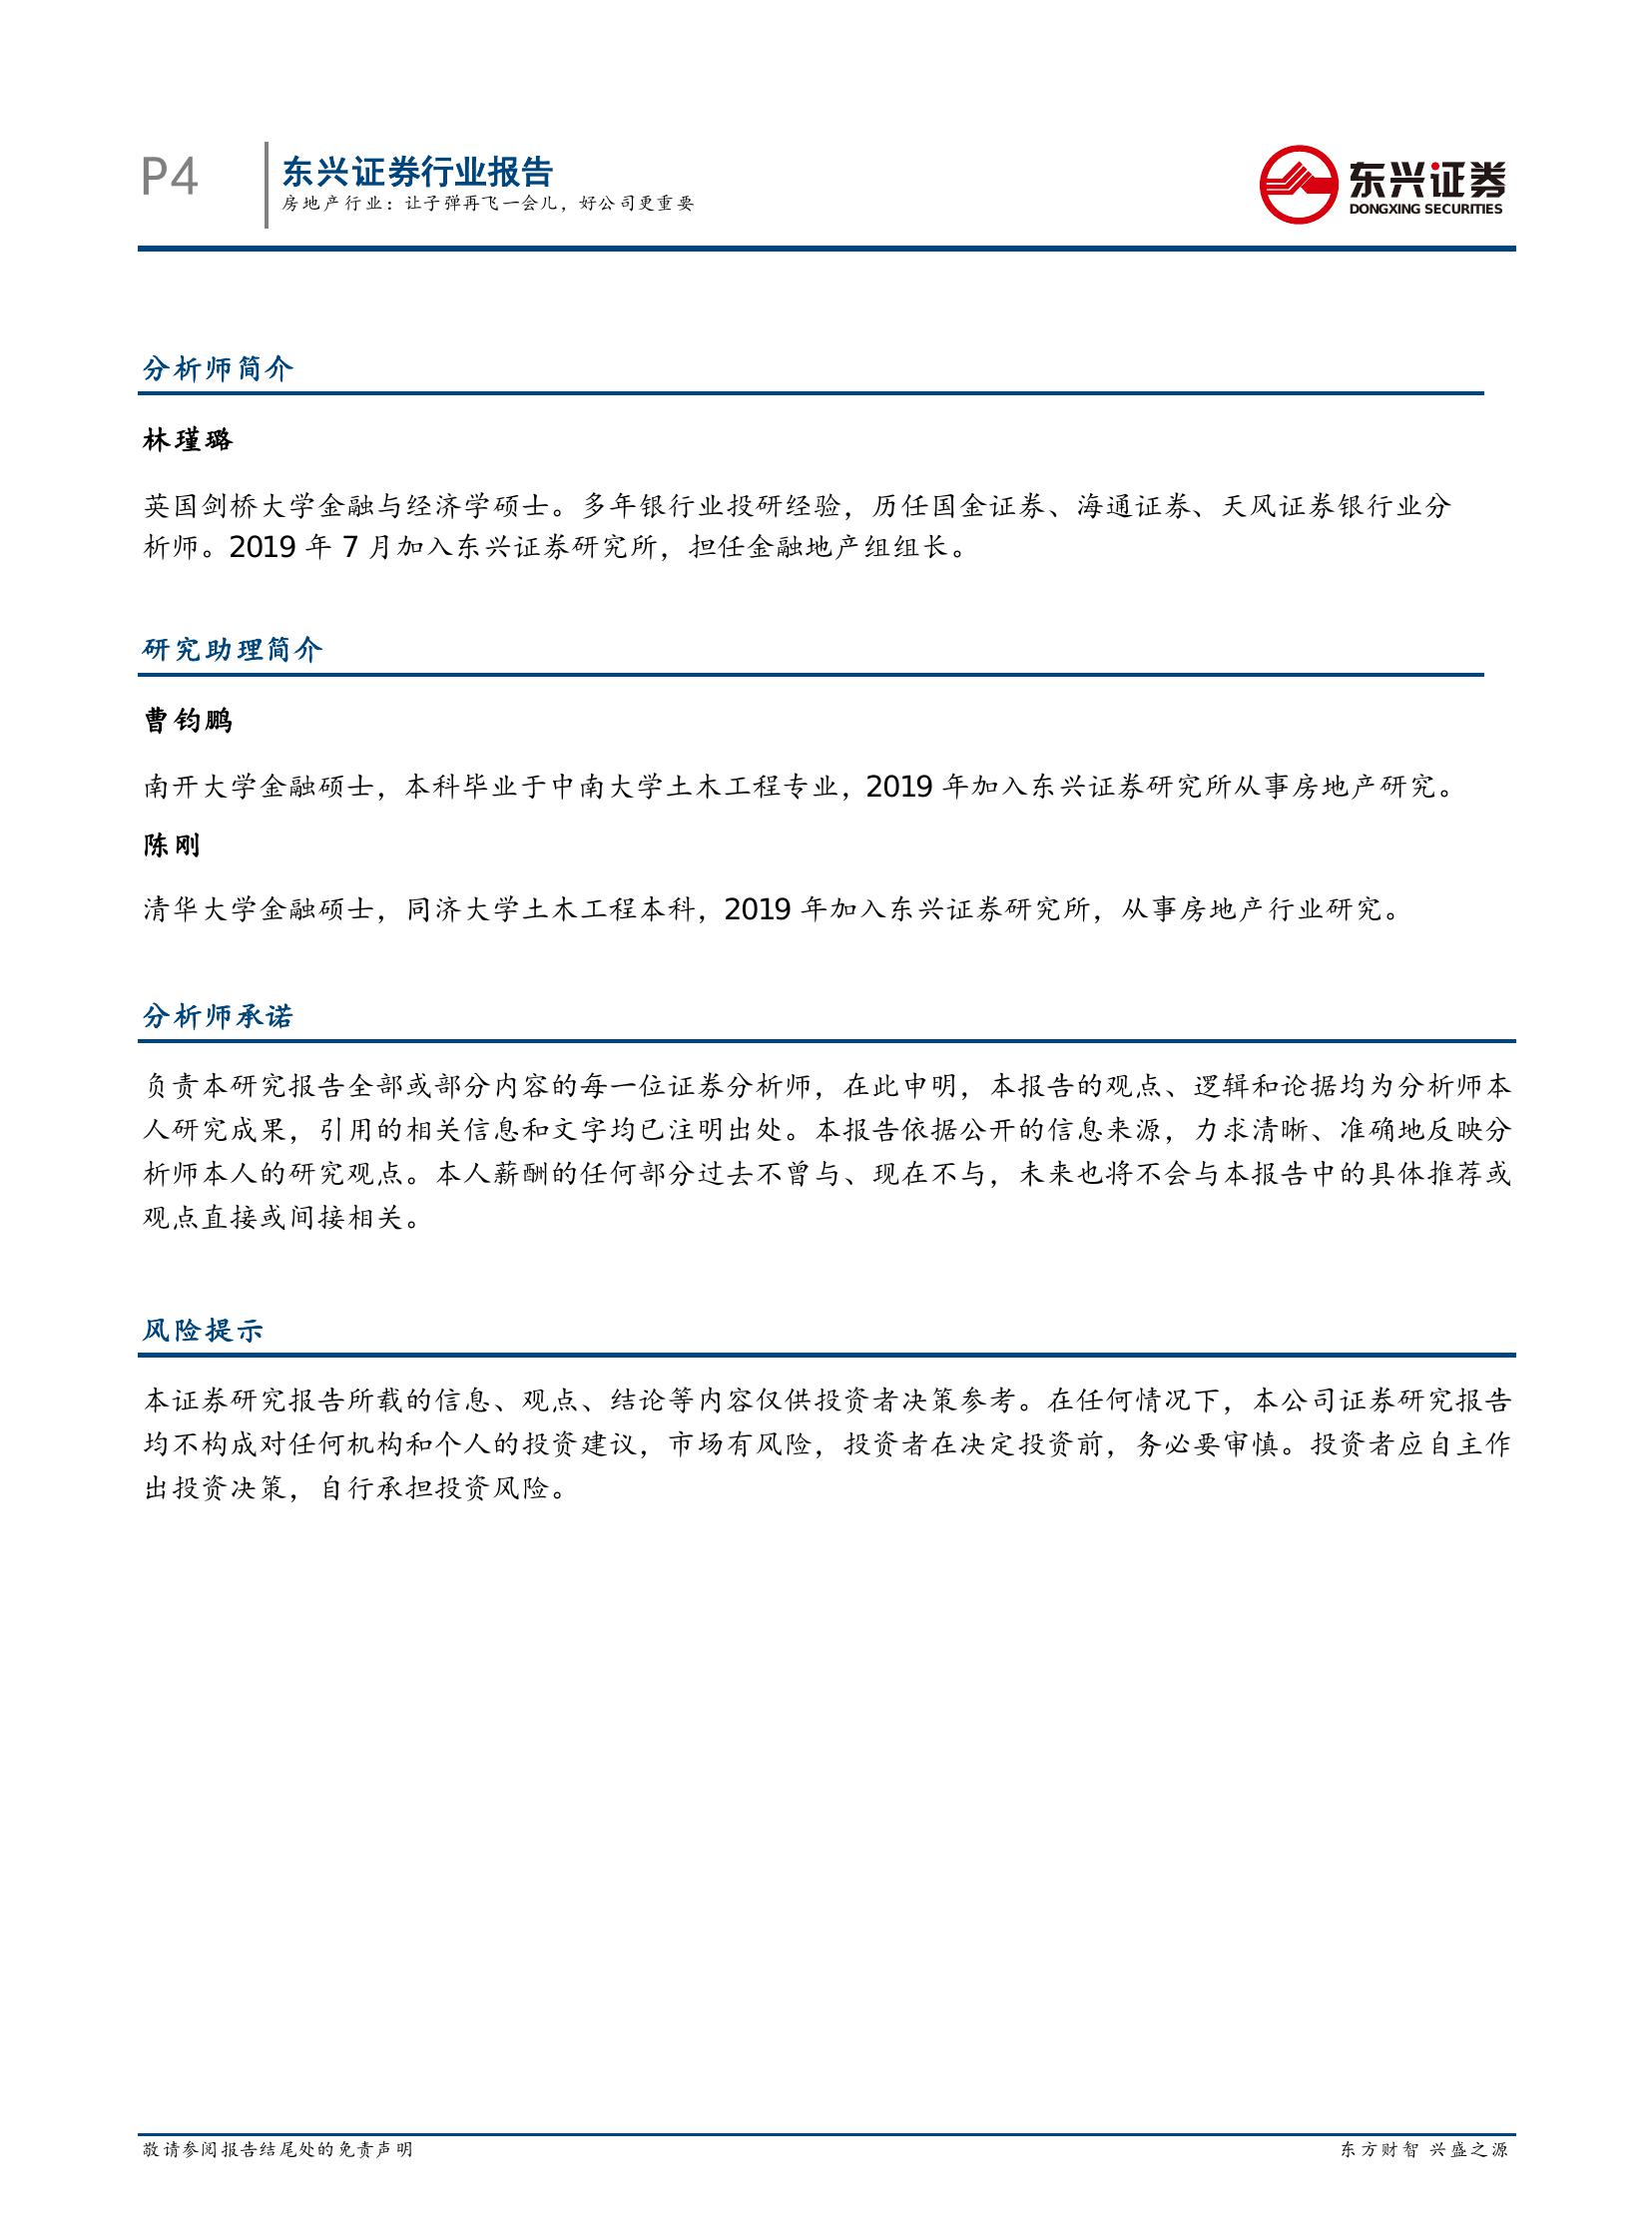 P4
东兴证券行业报告
房地产行业：让子弹再飞一会儿，好公司更重要
东兴证券
DONGXING SECURITIES
分析师简介
林瑾璐
英国剑桥大学金融与经济学硕士。多年银行业投研经验，历任国金证券、海通证券、天风证券银行业分
析师。2019 年 7 月加入东兴证券研究所，担任金融地产组组长。
研究助理简介
曹钧鹏
南开大学金融硕士，本科毕业于中南大学土木工程专业，2019 年加入东兴证券研究所从事房地产研究。
陈刚
清华大学金融硕士，同济大学土木工程本科，2019 年加入东兴证券研究所，从事房地产行业研究。
分析师承诺
负责本研究报告全部或部分内容的每一位证券分析师，在此申明，本报告的观点、逻辑和论据均为分析师本
人研究成果，引用的相关信息和文字均已注明出处。本报告依据公开的信息来源，力求清晰、准确地反映分
析师本人的研究观点。本人薪酬的任何部分过去不曾与、现在不与，未来也将不会与本报告中的具体推荐或
观点直接或间接相关。
风险提示
本证券研究报告所载的信息、观点、结论等内容仅供投资者决策参考。在任何情况下，本公司证券研究报告
均不构成对任何机构和个人的投资建议，市场有风险，投资者在决定投资前，务必要审慎。投资者应自主作
出投资决策，自行承担投资风险。
敬请参阅报告结尾处的免责声明
东方财智 兴盛之源